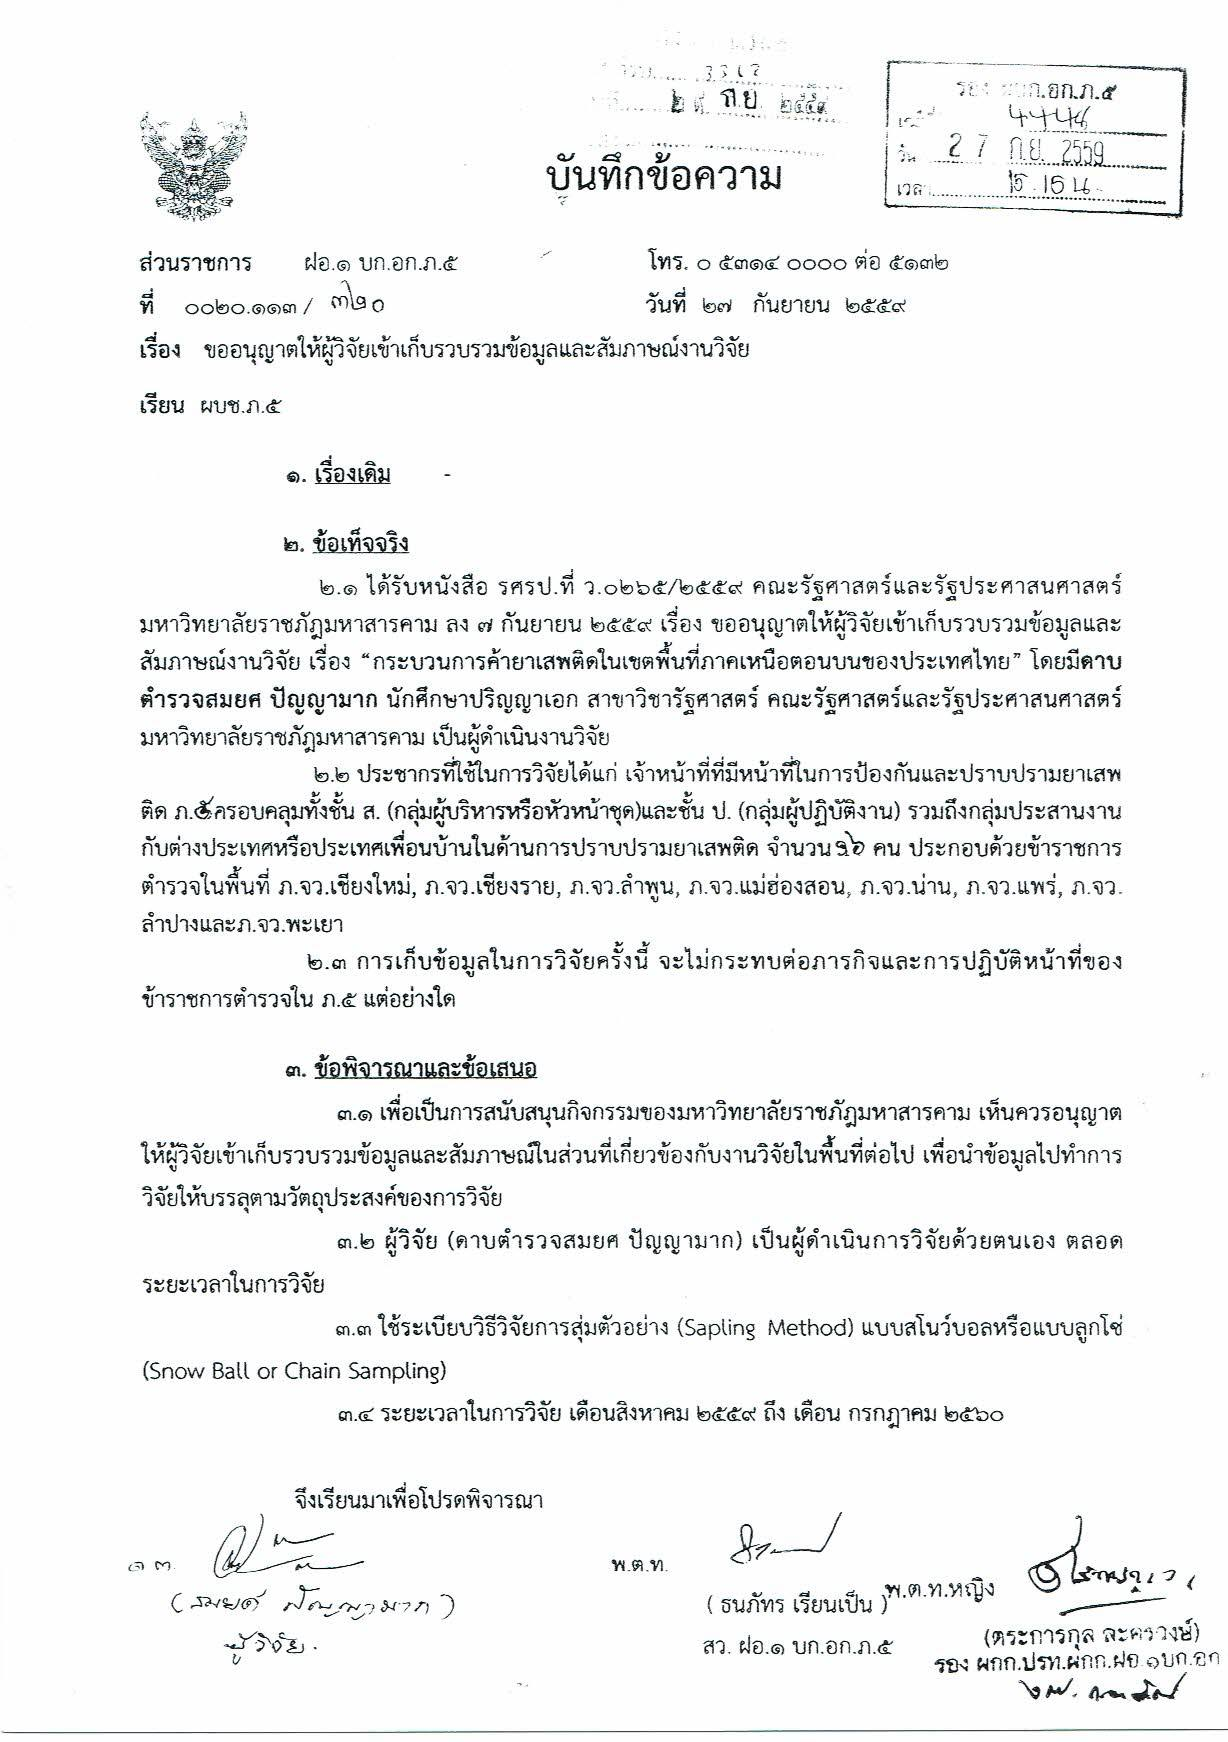 ๒๙ ก.ย. ๒๕๕๙
รอง ผบก.อก.ภ.๕
วัน 27 ก.ย. 2559
เวลา
บันทึกข้อความ
ส่วนราชการ ฝอ.๑ บก.อก.ภ.๕ โทร. ๐ ๕๓๑๔ ๐๐๐๐ ต่อ ๕๑๓๒
ที่ ๐๐๒๐.๑๑๓ / ๓๒๐ วันที่ ๒๗ กันยายน ๒๕๕๙
เรื่อง ขออนุญาตให้ผู้วิจัยเข้าเก็บรวบรวมข้อมูลและสัมภาษณ์งานวิจัย
เรียน ผบช.ภ.๕
๑. เรื่องเดิม -
๒. ข้อเท็จจริง
๒.๑ ได้รับหนังสือ รศรป.ที่ ว.๐๒๖๕/๒๕๕๙ คณะรัฐศาสตร์และรัฐประศาสนศาสตร์
มหาวิทยาลัยราชภัฏมหาสารคาม ลง ๗ กันยายน ๒๕๕๙ เรื่อง ขออนุญาตให้ผู้วิจัยเข้าเก็บรวบรวมข้อมูลและ
สัมภาษณ์งานวิจัย เรื่อง “กระบวนการค้ายาเสพติดในเขตพื้นที่ภาคเหนือตอนบนของประเทศไทย” โดยมีดาบ
ตำรวจสมยศ ปัญญามาก นักศึกษาปริญญาเอก สาขาวิชารัฐศาสตร์ คณะรัฐศาสตร์และรัฐประศาสนศาสตร์
มหาวิทยาลัยราชภัฏมหาสารคาม เป็นผู้ดำเนินงานวิจัย
๒.๒ ประชากรที่ใช้ในการวิจัยได้แก่ เจ้าหน้าที่ที่มีหน้าที่ในการป้องกันและปราบปรามยาเสพ
ติด ภ.๕ครอบคลุมทั้งชั้น ส. (กลุ่มผู้บริหารหรือหัวหน้าชุด)และชั้น ป. (กลุ่มผู้ปฏิบัติงาน) รวมถึงกลุ่มประสานงาน
กับต่างประเทศหรือประเทศเพื่อนบ้านในด้านการปราบปรามยาเสพติด จำนวน คน ประกอบด้วยข้าราชการ
ตำรวจในพื้นที่ ภ.จว.เชียงใหม่, ภ.จว.เชียงราย, ภ.จว.ลำพูน, ภ.จว.แม่ฮ่องสอน, ภ.จว.น่าน, ภ.จว.แพร่, ภ.จว.
ลำปางและภ.จว.พะเยา
๒.๓ การเก็บข้อมูลในการวิจัยครั้งนี้ จะไม่กระทบต่อภารกิจและการปฏิบัติหน้าที่ของ
ข้าราชการตำรวจใน ภ.๕ แต่อย่างใด
๓. ข้อพิจารณาและข้อเสนอ
๓.๑ เพื่อเป็นการสนับสนุนกิจกรรมของมหาวิทยาลัยราชภัฏมหาสารคาม เห็นควรอนุญาต
ให้ผู้วิจัยเข้าเก็บรวบรวมข้อมูลและสัมภาษณ์ในส่วนที่เกี่ยวข้องกับงานวิจัยในพื้นที่ต่อไป เพื่อนำข้อมูลไปทำการ
วิจัยให้บรรลุตามวัตถุประสงค์ของการวิจัย
๓.๒ ผู้วิจัย (ดาบตำรวจสมยศ ปัญญามาก) เป็นผู้ดำเนินการวิจัยด้วยตนเอง ตลอด
ระยะเวลาในการวิจัย
๓.๓ ใช้ระเบียบวิธีวิจัยการสุ่มตัวอย่าง (Sapling Method) แบบสโนว์บอลหรือแบบลูกโซ่
(Snow Ball or Chain Sampling)
๓.๔ ระยะเวลาในการวิจัย เดือนสิงหาคม ๒๕๕๙ ถึง เดือน กรกฎาคม ๒๕๖๐
จึงเรียนมาเพื่อโปรดพิจารณา
พ.ต.ท.
(สมยศ ปัญญามาก) ( ธนภัทร เรียนเป็น ) พ.ต.ท.หญิง
ผู้วิจัย. สว. ฝอ.๑ บก.อก.ภ.๕ (ตระการกุล ละครวงษ์)
รอง ผกก.ปรท.ผกก.ฝอ.๑บก.อก